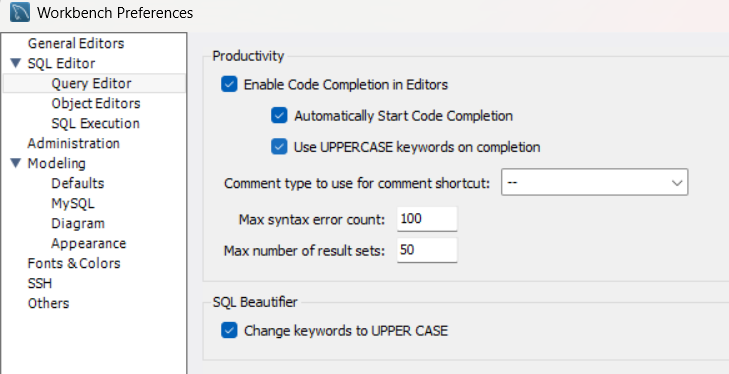 Workbench Preferences
General Editors
SQL Editor
Query Editor
Object Editors
SQL Execution
Administration
Modeling
Defaults
MySQL
Diagram
Appearance
Fonts & Colors
SSH
Others
Productivity
Enable Code Completion in Editors
Automatically Start Code Completion
Use UPPERCASE keywords on completion
Comment type to use for comment shortcut: --
Max syntax error count: 100
Max number of result sets: 50
SQL Beautifier
Change keywords to UPPER CASE